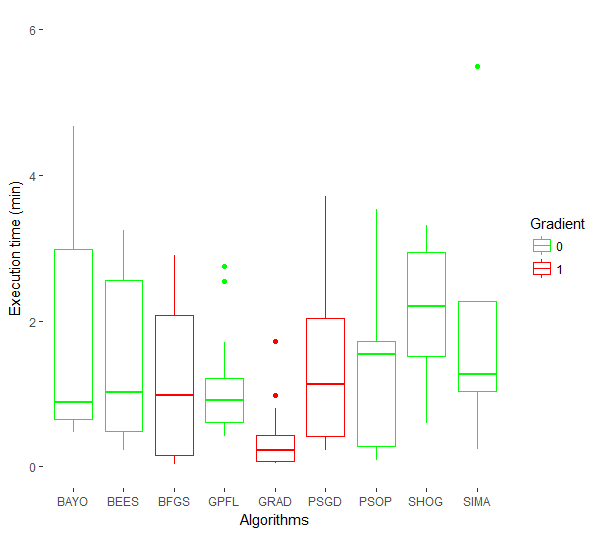 6
4
2
0
Execution time (min)
BAYO BEES BFGS GPFL GRAD PSGD PSOP SHOG SIMA
Algorithms
Gradient
0
1